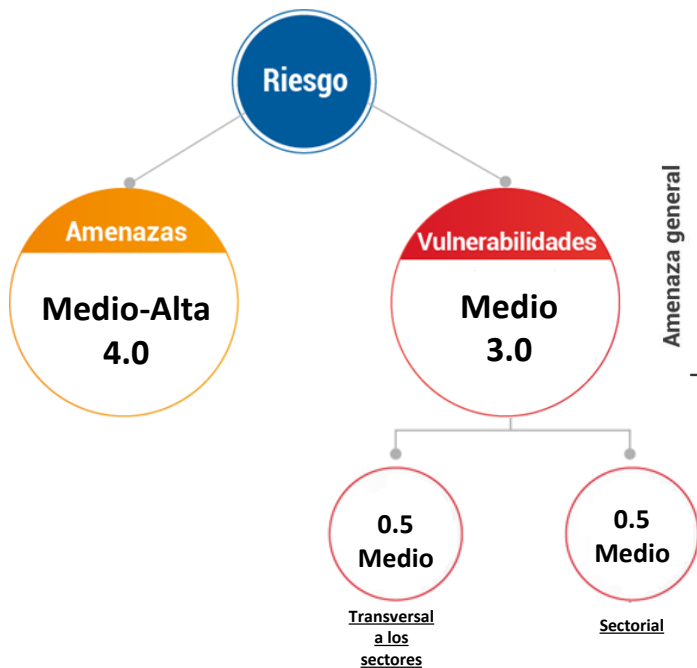 Riesgo
Amenazas
Medio-Alta
4.0
Vulnerabilidades
Medio
3.0
Amenaza general
0.5
Medio
0.5
Medio
Transversal
a los
sectores
Sectorial